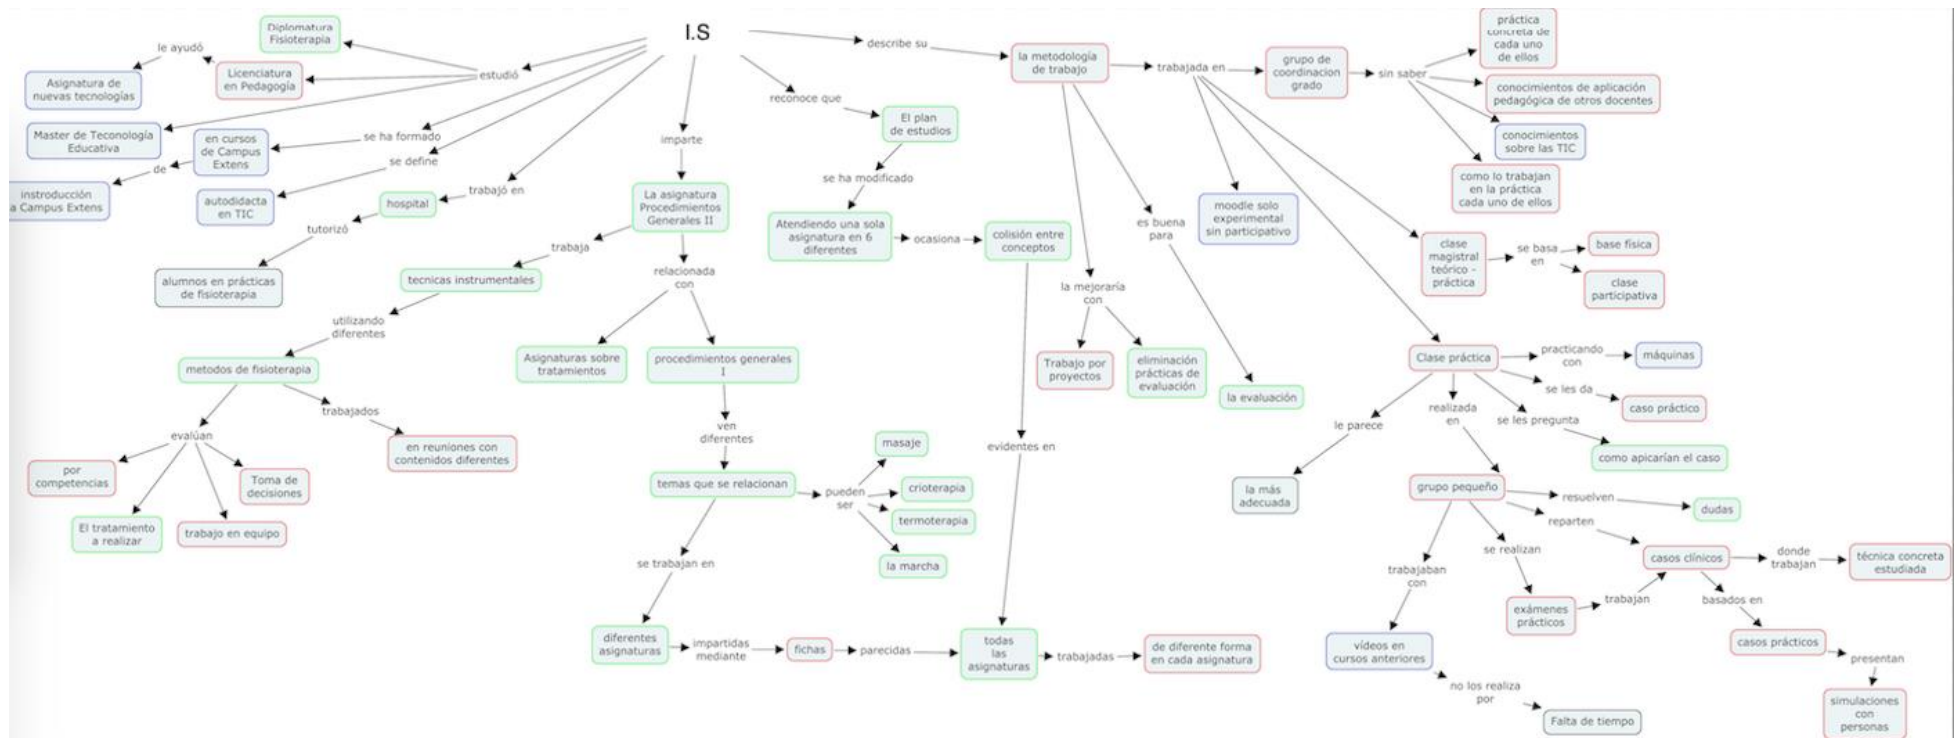 I.S
Diplomatura
Fisioterapia
le ayudó
Asignatura de
nuevas tecnologías
Licenciatura
en Pedagogía
estudió
Master de Teconología
Educativa
en cursos
de Campus
Extens
se ha formado
de
instroducción
a Campus Extens
se define
autodidacta
en TIC
trabajó en
hospital
tutorizó
alumnos en prácticas
de fisioterapia
imparte
La asignatura
Procedimientos
Generales II
trabaja
tecnicas instrumentales
utilizando
diferentes
metodos de fisioterapia
evalúan
trabajados
por
competencias
El tratamiento
a realizar
trabajo en equipo
Toma de
decisiones
en reuniones con
contenidos diferentes
relacionada
con
Asignaturas sobre
tratamientos
procedimientos generales
I
ven
diferentes
temas que se relacionan
pueden
ser
masaje
crioterapia
termoterapia
la marcha
se trabajan en
diferentes
asignaturas
impartidas
mediante
fichas
parecidas
todas
las
asignaturas
trabajadas
de diferente forma
en cada asignatura
reconoce que
El plan
de estudios
se ha modificado
Atendiendo una sola
asignatura en 6
diferentes
ocasiona
colisión entre
conceptos
evidentes en
describe su
la metodología
de trabajo
la mejoraría
con
Trabajo por
proyectos
eliminación
prácticas de
evaluación
es buena
para
la evaluación
trabajada en
grupo de
coordinacion
grado
sin saber
práctica
concreta de
cada uno
de ellos
conocimientos de aplicación
pedagógica de otros docentes
conocimientos
sobre las TIC
como lo trabajan
en la práctica
cada uno de ellos
moodle solo
experimental
sin participativo
clase
magistral
teórico -
práctica
se basa
en
base física
clase
participativa
Clase práctica
practicando
con
máquinas
se les da
caso práctico
se les pregunta
como apicarían el caso
le parece
la más
adecuada
realizada
en
grupo pequeño
resuelven
dudas
reparten
casos clínicos
donde
trabajan
técnica concreta
estudiada
se realizan
exámenes
prácticos
trabajan
basados en
casos prácticos
presentan
simulaciones
con
personas
trabajaban
con
vídeos en
cursos anteriores
no los realiza
por
Falta de tiempo